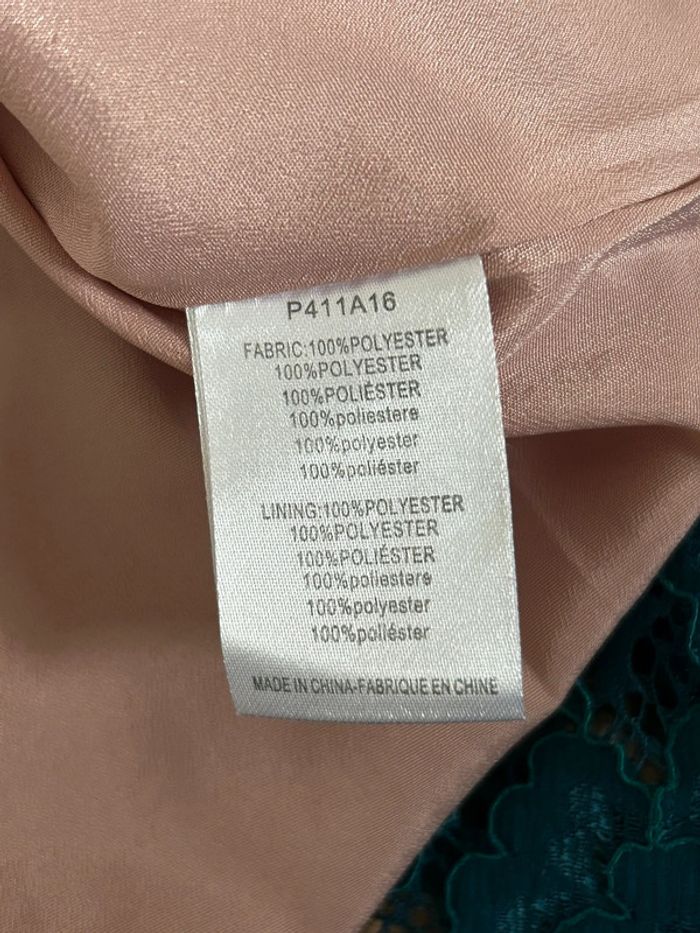 P411A16
FABRIC:100%POLYESTER
100%POLYESTER
100%POLIÉSTER
100%poliestere
100%polyester
100%poliéster
LINING:100%POLYESTER
100%POLYESTER
100%POLIÉSTER
100%poliestere
100%polyester
100%poliéster
MADE IN CHINA-FABRIQUE EN CHINE